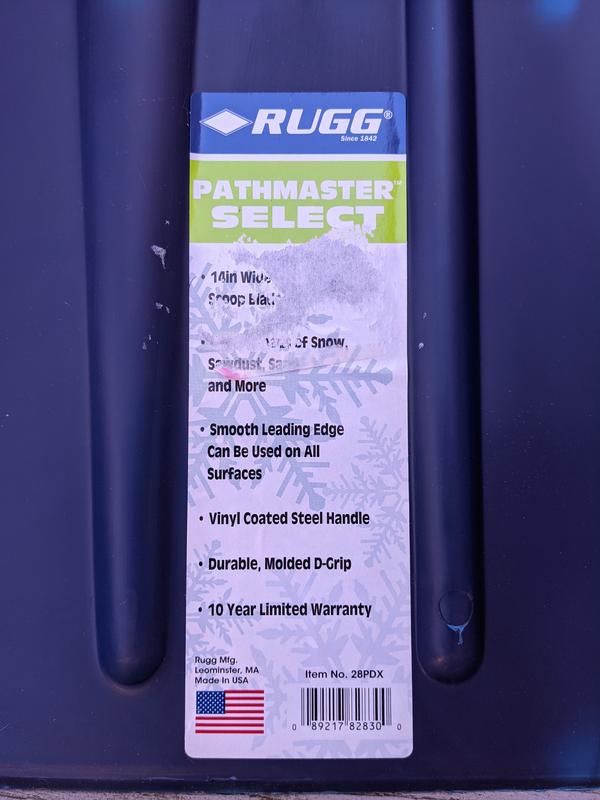 RUGG®
Since 1842
PATHMASTER™
SELECT
• 14in Wide
Scoop Blade
of Snow,
Sawdust,
and More
• Smooth Leading Edge
Can Be Used on All
Surfaces
• Vinyl Coated Steel Handle
• Durable, Molded D-Grip
• 10 Year Limited Warranty
Rugg Mfg.
Leominster, MA
Made In USA
Item No. 28PDX
0 89217 82830 0